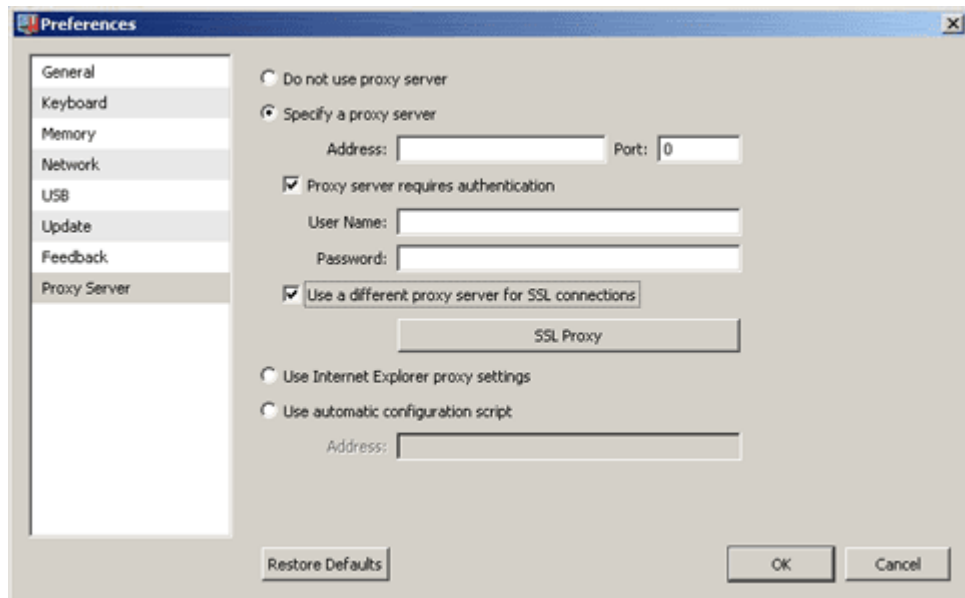 Preferences
General
Keyboard
Memory
Network
USB
Update
Feedback
Proxy Server
Do not use proxy server
Specify a proxy server
Address: Port: 0
Proxy server requires authentication
User Name:
Password:
Use a different proxy server for SSL connections
SSL Proxy
Use Internet Explorer proxy settings
Use automatic configuration script
Address:
Restore Defaults OK Cancel